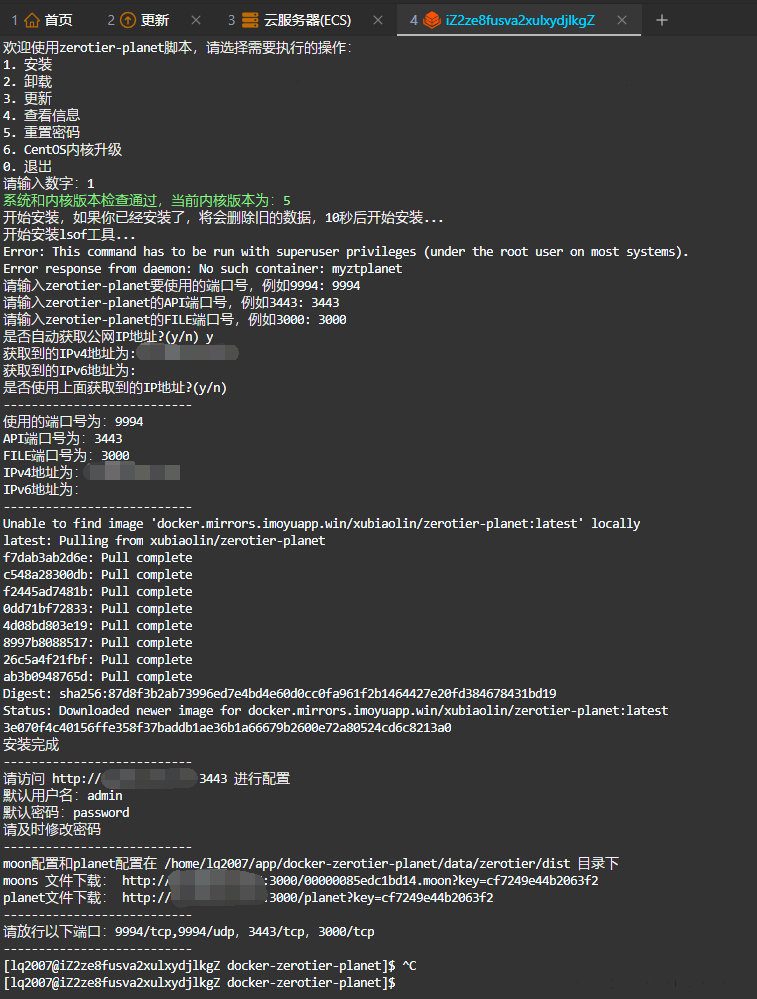 1 首页 2 更新 3 云服务器(ECS) 4 iZ2ze8fusva2xulxydjlkgZ
欢迎使用zerotier-planet脚本，请选择需要执行的操作：
1. 安装
2. 卸载
3. 更新
4. 查看信息
5. 重置密码
6. CentOS内核升级
0. 退出
请输入数字：1
系统和内核版本检查通过，当前内核版本为：5
开始安装，如果你已经安装了，将会删除旧的数据，10秒后开始安装...
开始安装lsof工具...
Error: This command has to be run with superuser privileges (under the root user on most systems).
Error response from daemon: No such container: myztplanet
请输入zerotier-planet要使用的端口号，例如9994: 9994
请输入zerotier-planet的API端口号，例如3443: 3443
请输入zerotier-planet的FILE端口号，例如3000: 3000
是否自动获取公网IP地址?(y/n) y
获取到的IPv4地址为:
获取到的IPv6地址为:
是否使用上面获取到的IP地址?(y/n)
---------------------------
使用的端口号为：9994
API端口号为：3443
FILE端口号为：3000
IPv4地址为：
IPv6地址为：
---------------------------
Unable to find image 'docker.mirrors.imoyuapp.win/xubiaolin/zerotier-planet:latest' locally
latest: Pulling from xubiaolin/zerotier-planet
f7dab3ab2d6e: Pull complete
c548a28300db: Pull complete
f2445ad7481b: Pull complete
0dd71bf72833: Pull complete
4d08bd803e19: Pull complete
8997b8088517: Pull complete
26c5a4f21fbf: Pull complete
ab3b0948765d: Pull complete
Digest: sha256:87d8f3b2ab73996ed7e4bd4e60d0cc0fa961f2b1464427e20fd384678431bd19
Status: Downloaded newer image for docker.mirrors.imoyuapp.win/xubiaolin/zerotier-planet:latest
3e070f4c40156ffe358f37baddb1ae36b1a66679b2600e72a80524cd6c8213a0
安装完成
---------------------------
请访问 http:// 3443 进行配置
默认用户名：admin
默认密码：password
请及时修改密码
---------------------------
moon配置和planet配置在 /home/lq2007/app/docker-zerotier-planet/data/zerotier/dist 目录下
moons 文件下载： http:// :3000/00000085edc1bd14.moon?key=cf7249e44b2063f2
planet文件下载： http:// :3000/planet?key=cf7249e44b2063f2
---------------------------
请放行以下端口：9994/tcp,9994/udp，3443/tcp，3000/tcp
---------------------------
[lq2007@iZ2ze8fusva2xulxydjlkgZ docker-zerotier-planet]$ ^C
[lq2007@iZ2ze8fusva2xulxydjlkgZ docker-zerotier-planet]$